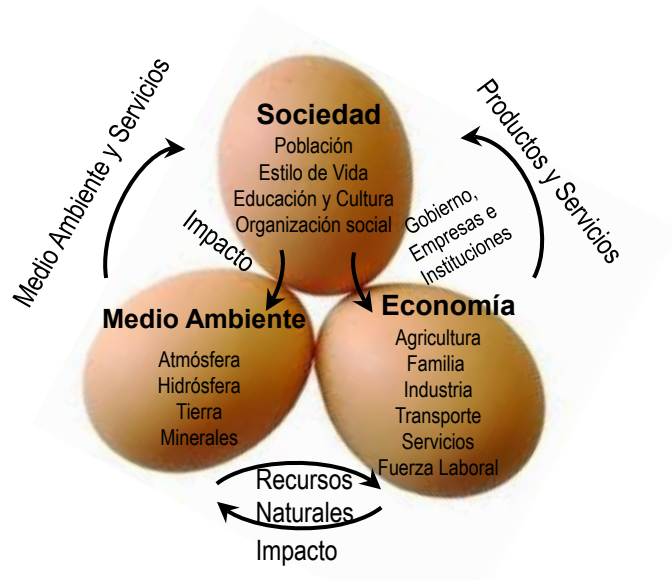 Sociedad
Población
Estilo de Vida
Educación y Cultura
Organización social
Medio Ambiente y Servicios
Productos y Servicios
Impacto
Gobierno,
Empresas e
Instituciones
Medio Ambiente
Atmósfera
Hidrósfera
Tierra
Minerales
Economía
Agricultura
Familia
Industria
Transporte
Servicios
Fuerza Laboral
Recursos
Naturales
Impacto